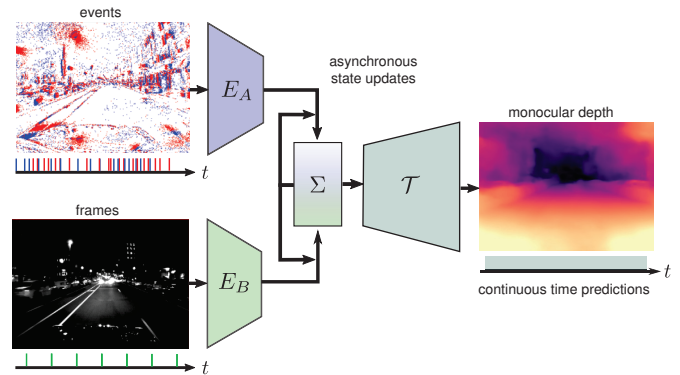 events
E_A
t
asynchronous
state updates
monocular depth
Σ
𝒯
frames
E_B
t
t
continuous time predictions